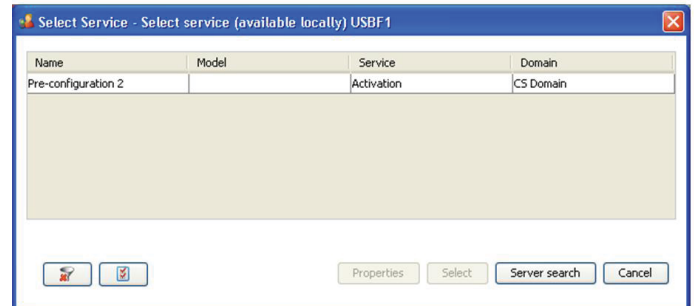 Select Service - Select service (available locally) USBF1
Name Model Service Domain
Pre-configuration 2 Activation CS Domain
Properties Select Server search Cancel